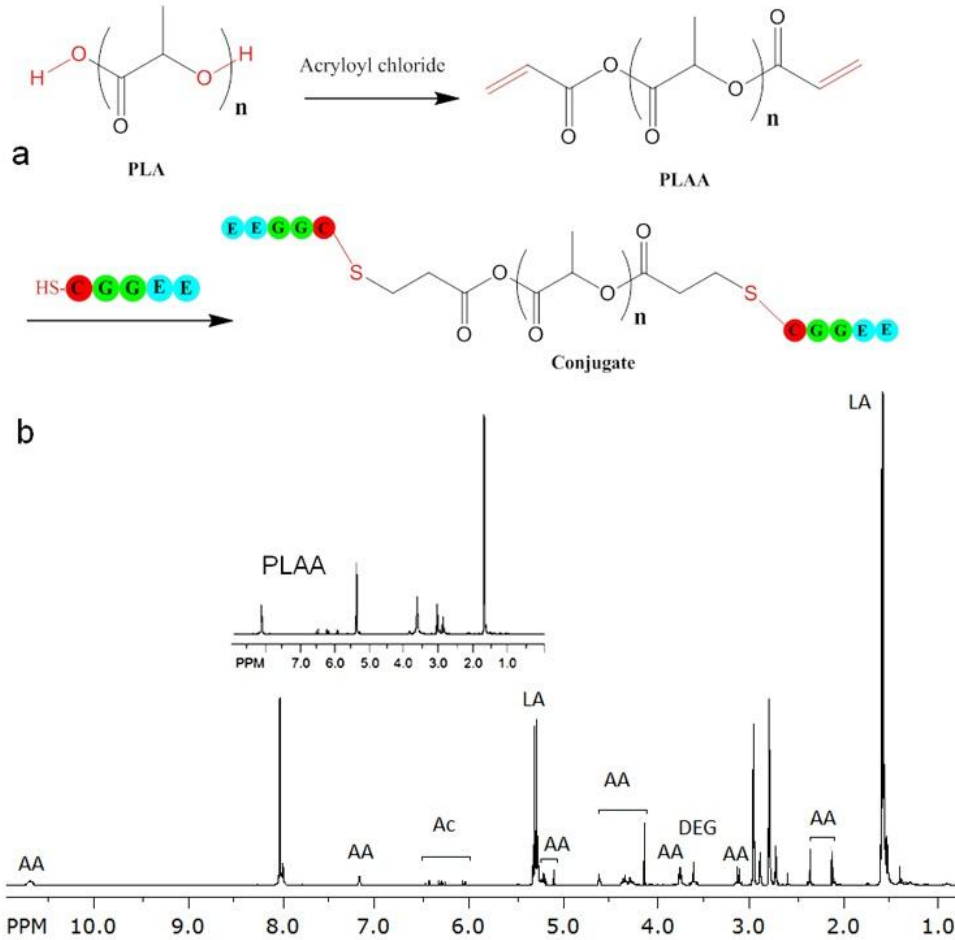 H O O H
O n
Acryloyl chloride
O O O O O
n
a
PLA
PLAA
E E G G C
HS- C G G E E
S O O O O O S
n
C G G E E
Conjugate
b
LA
PLAA
PPM 7.0 6.0 5.0 4.0 3.0 2.0 1.0
LA
AA
Ac
DEG
AA
AA
AA
AA
AA
AA
PPM 10.0 9.0 8.0 7.0 6.0 5.0 4.0 3.0 2.0 1.0